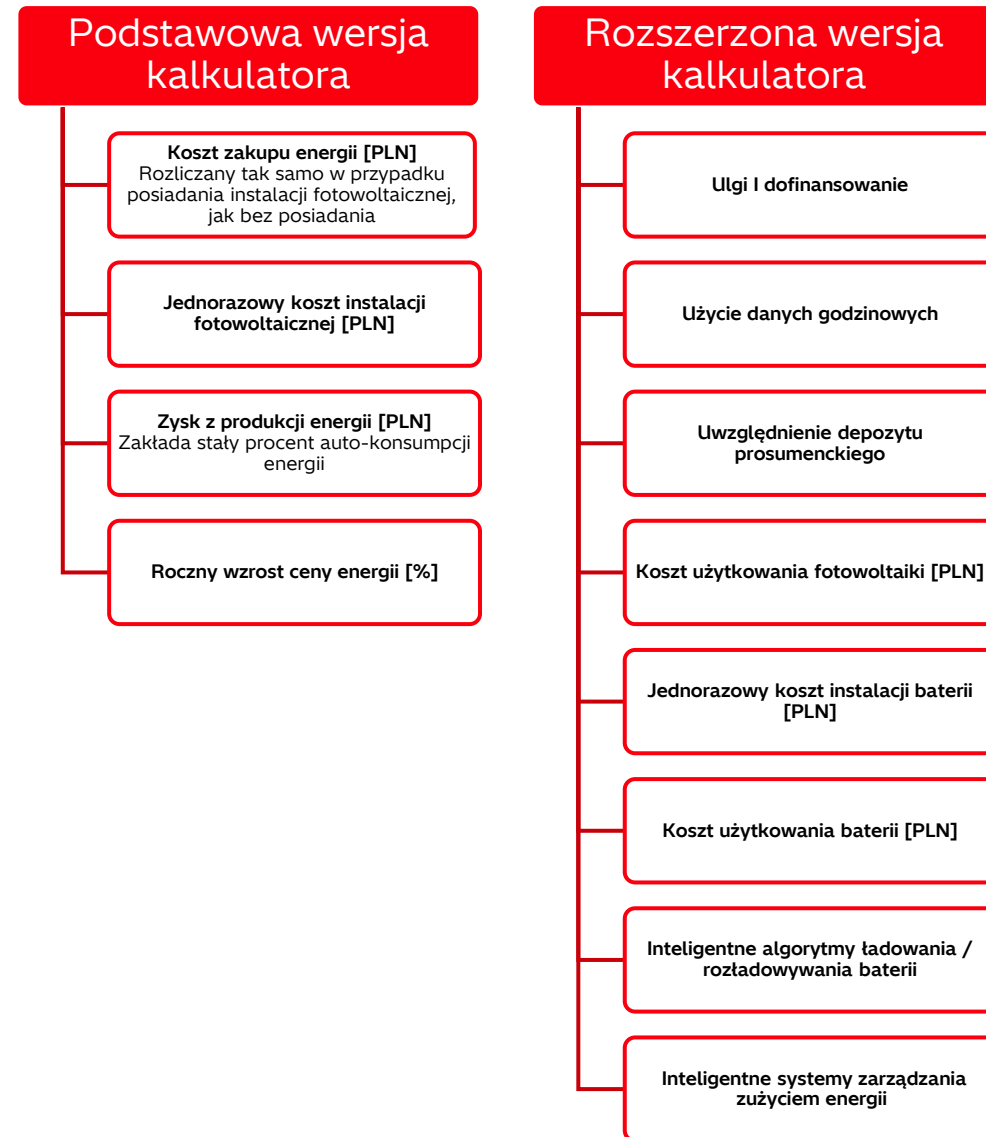 Podstawowa wersja
kalkulatora
Koszt zakupu energii [PLN]
Rozliczany tak samo w przypadku
posiadania instalacji fotowoltaicznej,
jak bez posiadania
Jednorazowy koszt instalacji
fotowoltaicznej [PLN]
Zysk z produkcji energii [PLN]
Zakłada stały procent auto-konsumpcji
energii
Roczny wzrost ceny energii [%]
Rozszerzona wersja
kalkulatora
Ulgi I dofinansowanie
Użycie danych godzinowych
Uwzględnienie depozytu
prosumenckiego
Koszt użytkowania fotowoltaiki [PLN]
Jednorazowy koszt instalacji baterii
[PLN]
Koszt użytkowania baterii [PLN]
Inteligentne algorytmy ładowania /
rozładowywania baterii
Inteligentne systemy zarządzania
zużyciem energii